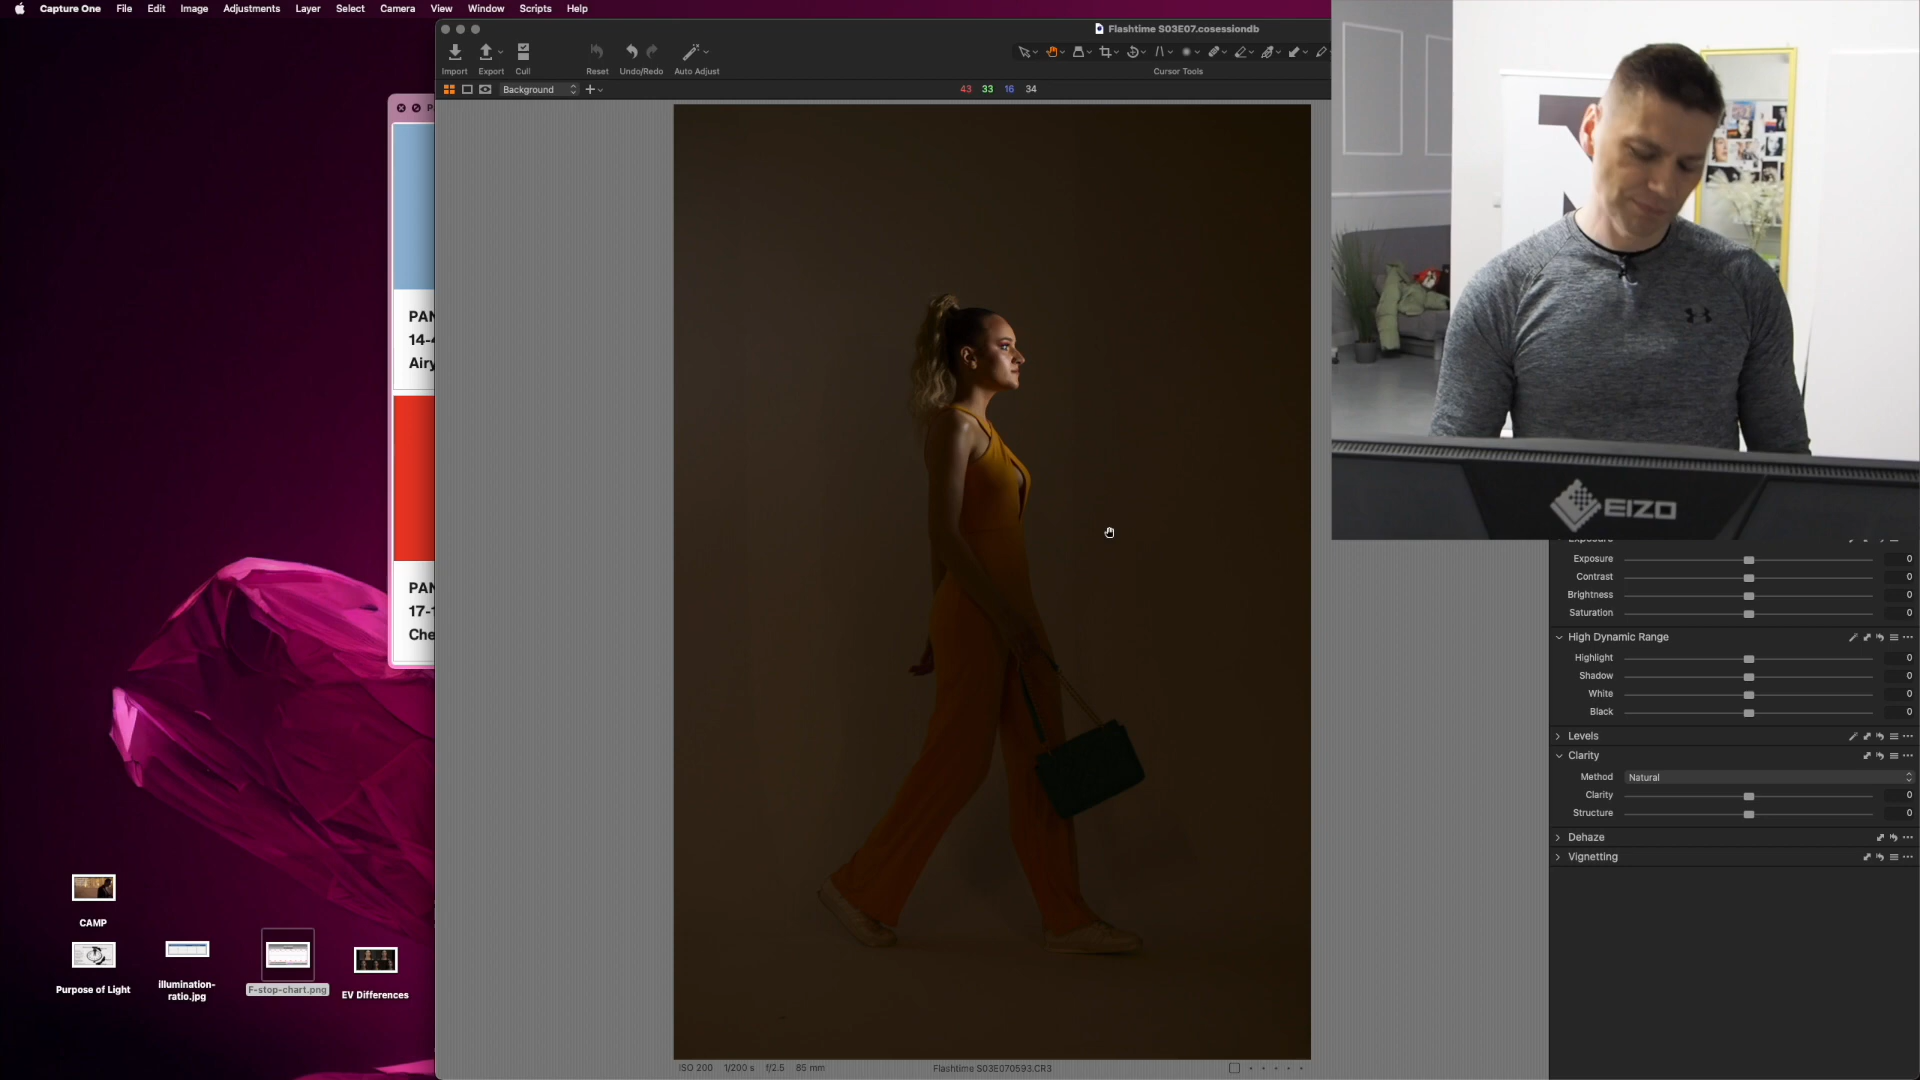 Capture One File Edit Image Adjustments Layer Select Camera View Window Scripts Help
Flashtime S03E07.cosessiondb
Import Export Cull Reset Undo/Redo Auto Adjust Cursor Tools
Background
43 33 16 34
PAN
14-4
Airy
PAN
17-1
Che
EIZO
Exposure
Exposure 0
Contrast 0
Brightness 0
Saturation 0
High Dynamic Range
Highlight 0
Shadow 0
White 0
Black 0
Levels
Clarity
Method Natural
Clarity 0
Structure 0
Dehaze
Vignetting
CAMP
Purpose of Light
illumination-
ratio.jpg
F-stop-chart.png
EV Differences
ISO 200 1/200 s f/2.5 85 mm
Flashtime S03E070593.CR3